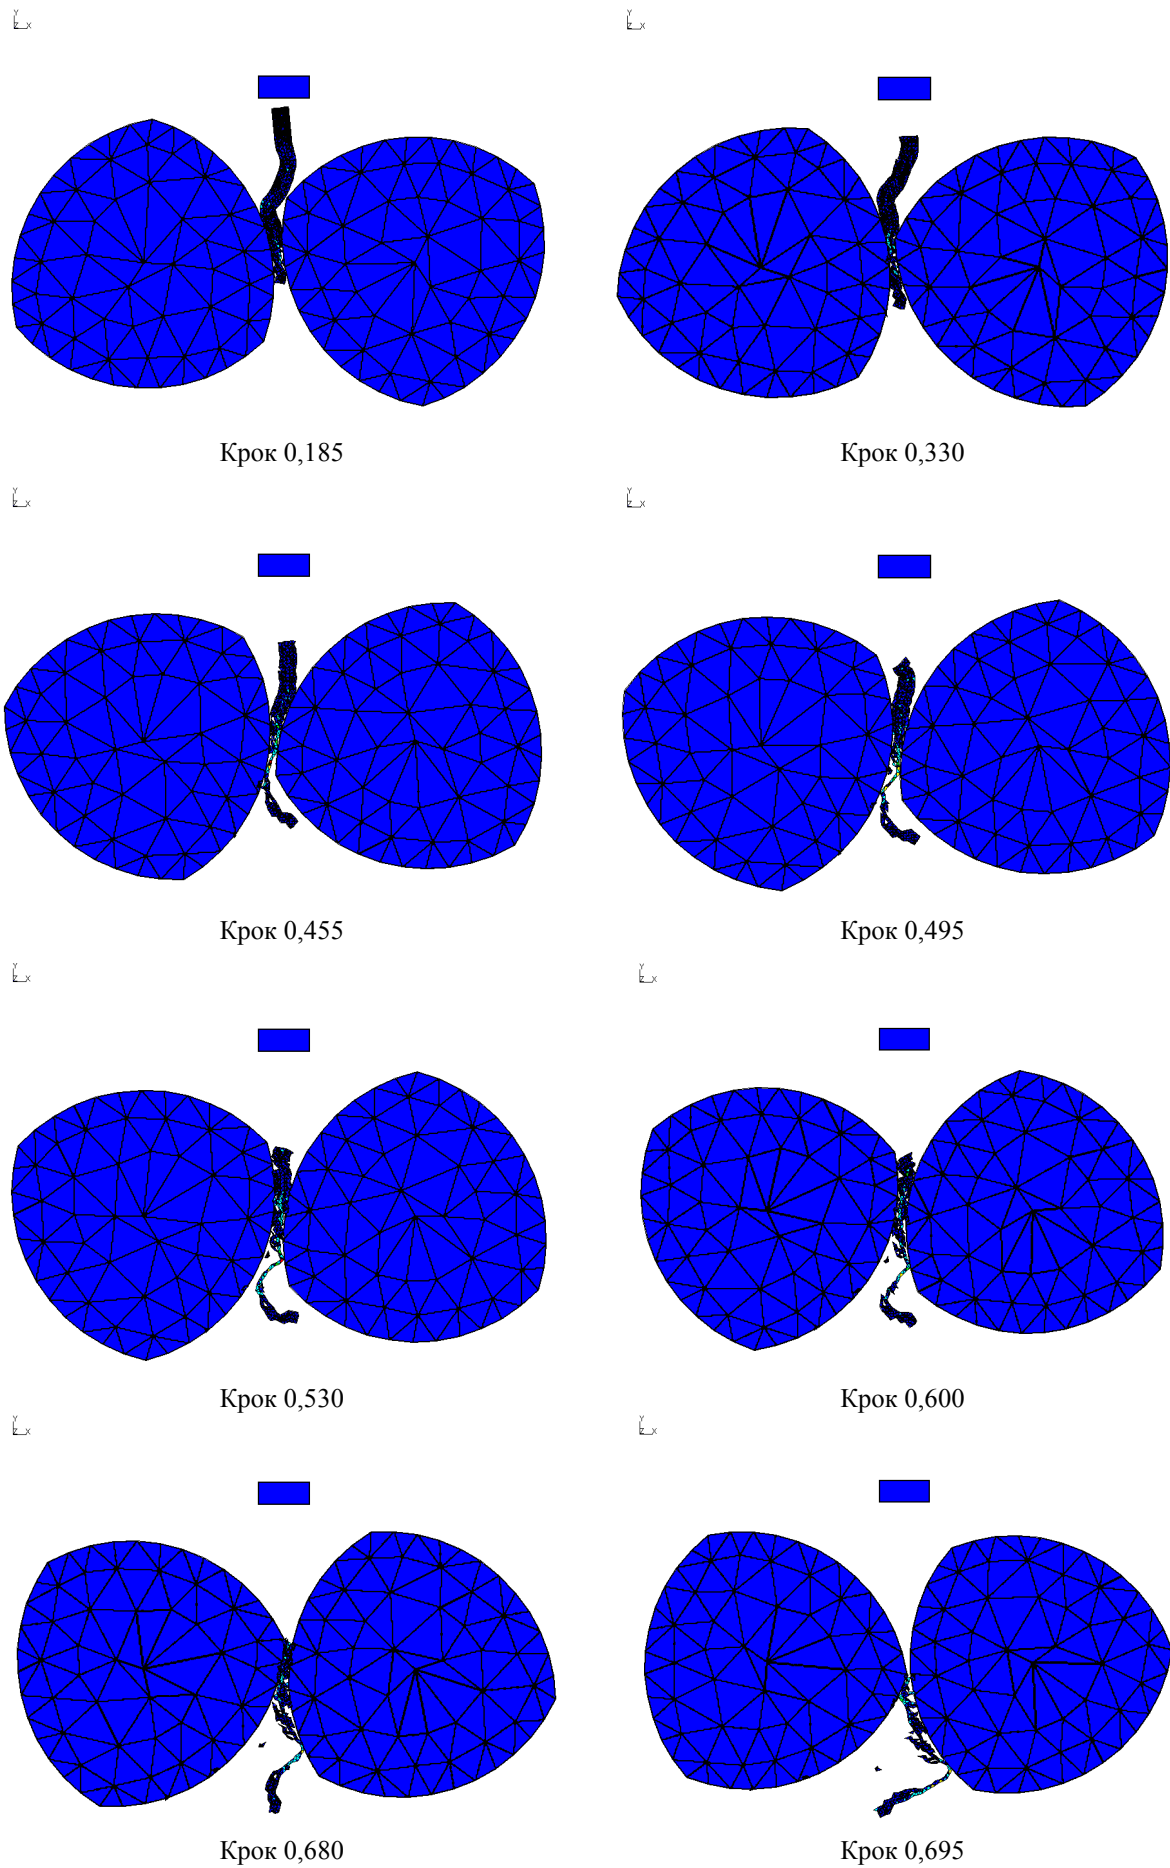 Y
Z X
Y
Z X
Крок 0,185
Крок 0,330
Y
Z X
Y
Z X
Крок 0,455
Крок 0,495
Y
Z X
Y
Z X
Крок 0,530
Крок 0,600
Y
Z X
Y
Z X
Крок 0,680
Крок 0,695